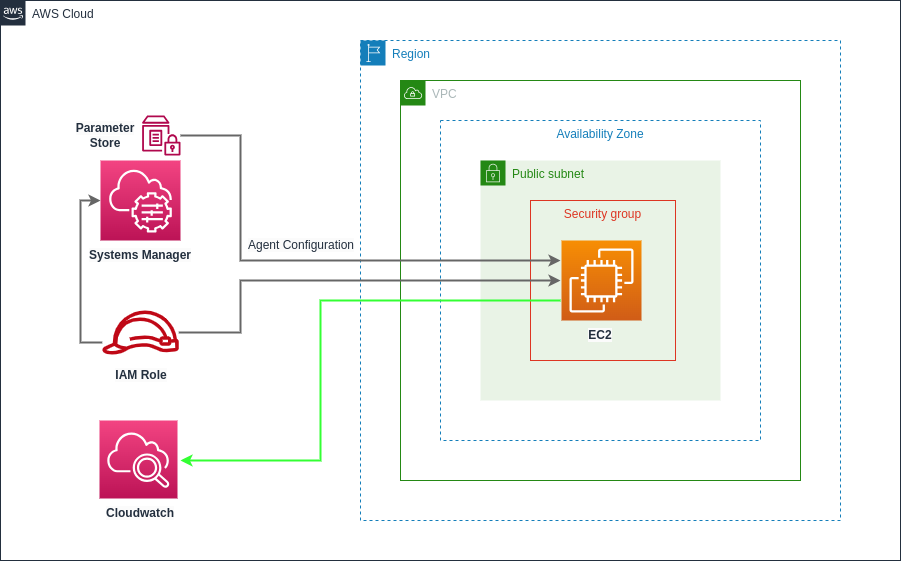 aws
AWS Cloud
Region
VPC
Availability Zone
Parameter
Store
Public subnet
Security group
Systems Manager
Agent Configuration
EC2
IAM Role
Cloudwatch